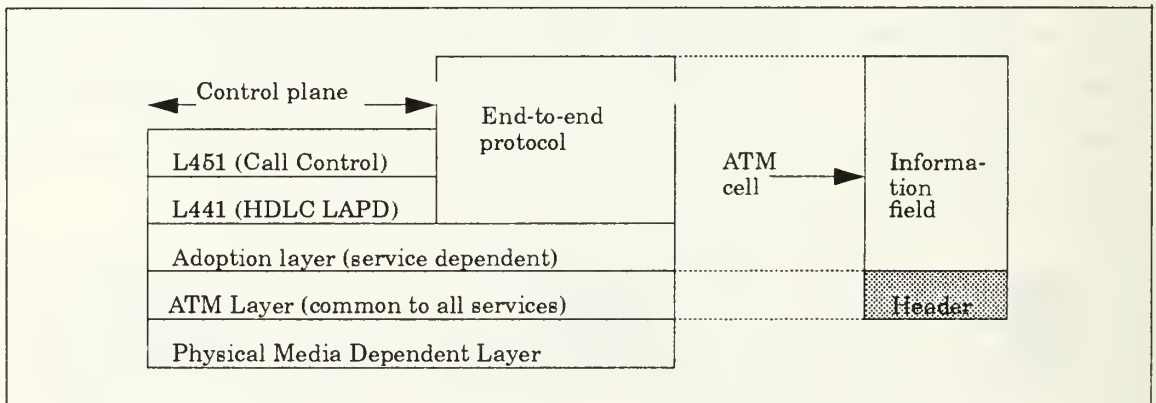 Control plane
End-to-end
protocol
L451 (Call Control)
L441 (HDLC LAPD)
Adoption layer (service dependent)
ATM Layer (common to all services)
Physical Media Dependent Layer
ATM
cell
Informa-
tion
field
Header